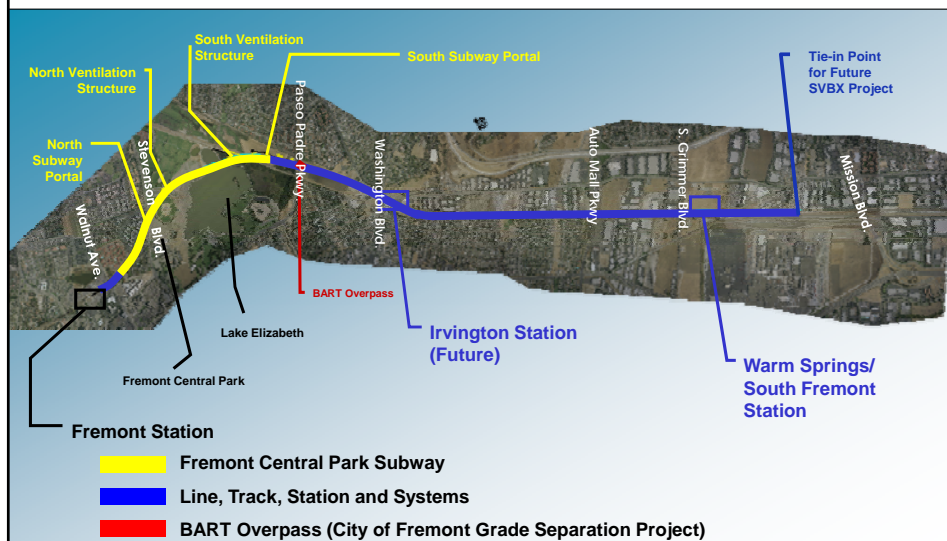 South Ventilation
Structure
South Subway Portal
Tie-in Point
for Future
SVBX Project
North Ventilation
Structure
North
Subway
Portal
Stevenson
Blvd.
Walnut Ave.
Paseo Padre Pkwy
Washington Blvd.
Auto Mall Pkwy
S. Grimmer Blvd.
Mission Blvd.
BART Overpass
Lake Elizabeth
Fremont Central Park
Irvington Station
(Future)
Warm Springs/
South Fremont
Station
Fremont Station
Fremont Central Park Subway
Line, Track, Station and Systems
BART Overpass (City of Fremont Grade Separation Project)